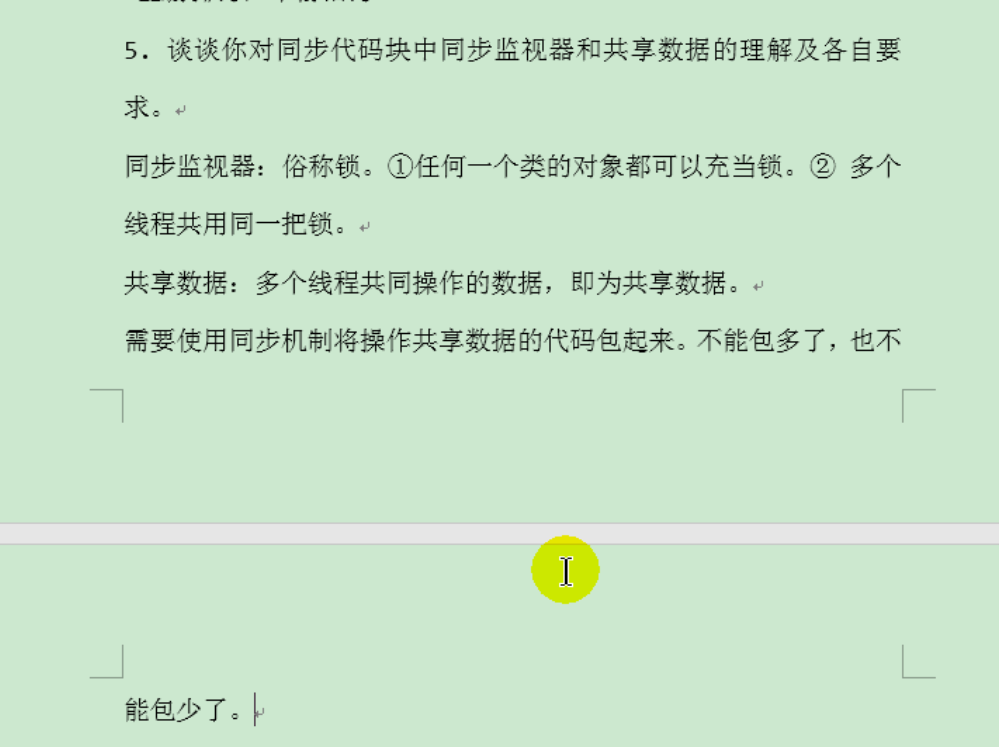 5. 谈谈你对同步代码块中同步监视器和共享数据的理解及各自要
求。
同步监视器：俗称锁。①任何一个类的对象都可以充当锁。② 多个
线程共用同一把锁。
共享数据：多个线程共同操作的数据，即为共享数据。
需要使用同步机制将操作共享数据的代码包起来。不能包多了，也不
能包少了。